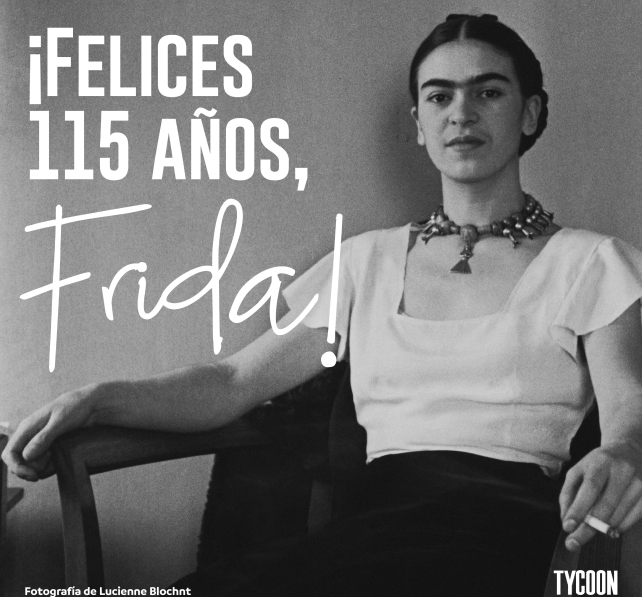 ¡FELICES
115 AÑOS,
Frida!
Fotografía de Lucienne Blochnt
TYCOON